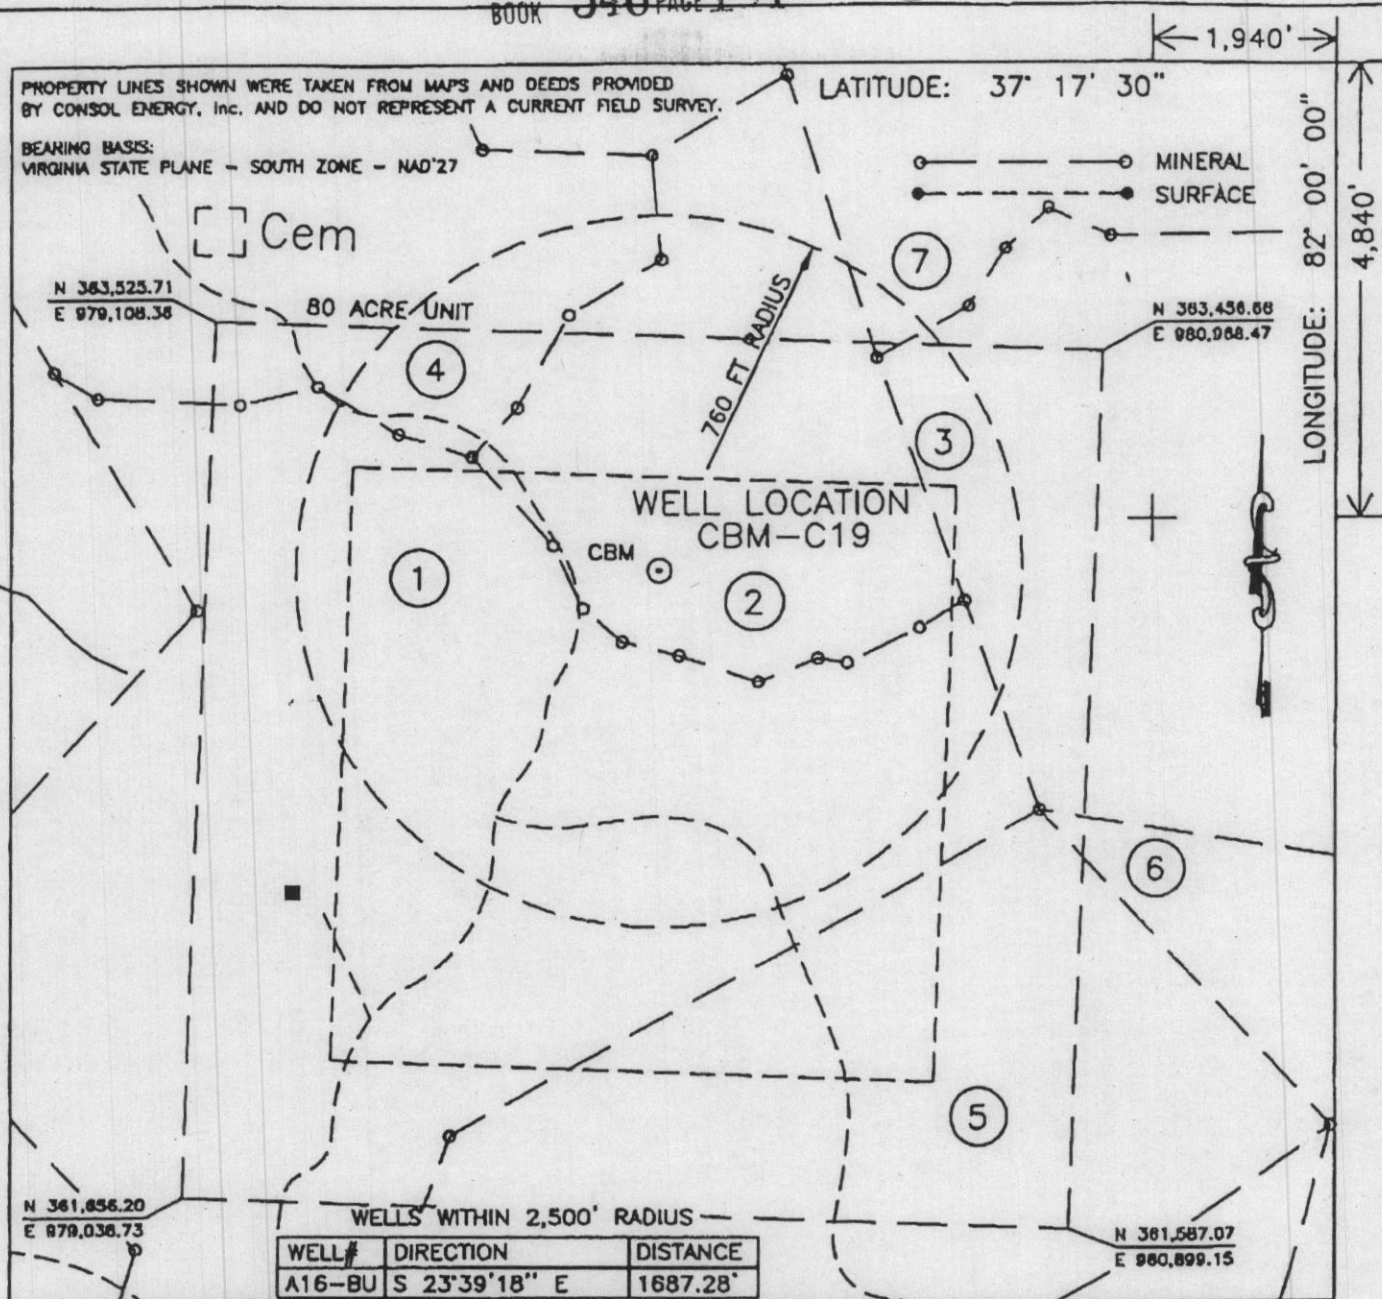 BOOK 540 PAGE
1,940'
PROPERTY LINES SHOWN WERE TAKEN FROM MAPS AND DEEDS PROVIDED
BY CONSOL ENERGY, Inc. AND DO NOT REPRESENT A CURRENT FIELD SURVEY.
LATITUDE: 37° 17' 30"
BEARING BASIS:
VIRGINIA STATE PLANE - SOUTH ZONE - NAD'27
MINERAL
SURFACE
LONGITUDE: 82° 00' 00"
4,840'
Cem
7
N 363,525.71
E 979,108.36
80 ACRE UNIT
760 FT RADIUS
N 363,456.66
E 980,968.47
4
3
WELL LOCATION
CBM-C19
CBM
1
2
6
5
N 361,656.20
E 979,036.73
WELLS WITHIN 2,500' RADIUS
N 361,587.07
E 980,899.15
WELL# DIRECTION DISTANCE
A16-BU S 23°39'18" E 1687.28'